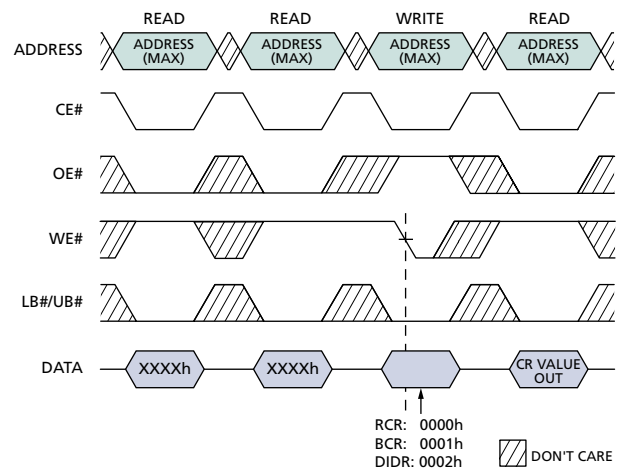 READ READ WRITE READ
ADDRESS
ADDRESS (MAX)
ADDRESS (MAX)
ADDRESS (MAX)
ADDRESS (MAX)
CE#
OE#
WE#
LB#/UB#
DATA
XXXXh
XXXXh
CR VALUE OUT
RCR: 0000h
BCR: 0001h
DIDR: 0002h
DON'T CARE